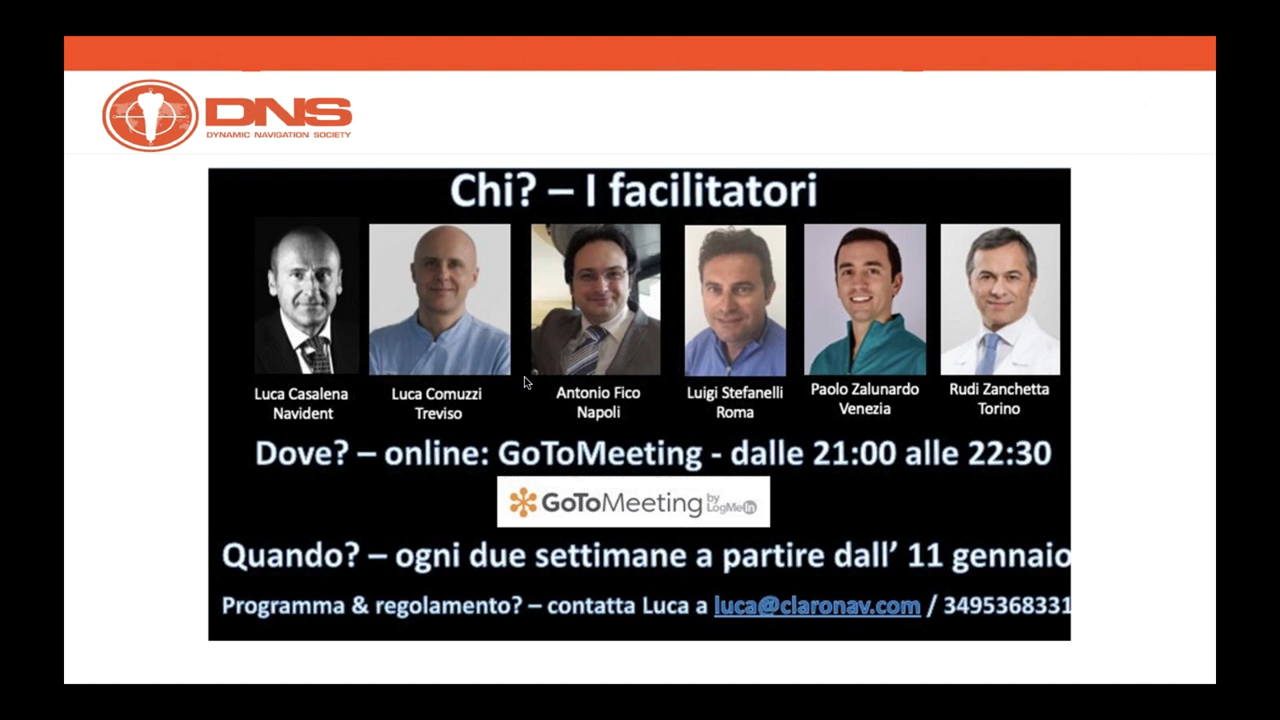 DNS
DYNAMIC NAVIGATION SOCIETY
Chi? – I facilitatori
Luca Casalena
Navident
Luca Comuzzi
Treviso
Antonio Fico
Napoli
Luigi Stefanelli
Roma
Paolo Zalunardo
Venezia
Rudi Zanchetta
Torino
Dove? – online: GoToMeeting - dalle 21:00 alle 22:30
GoToMeeting by LogMeIn
Quando? – ogni due settimane a partire dall’ 11 gennaio
Programma & regolamento? – contatta Luca a luca@claronav.com / 3495368331